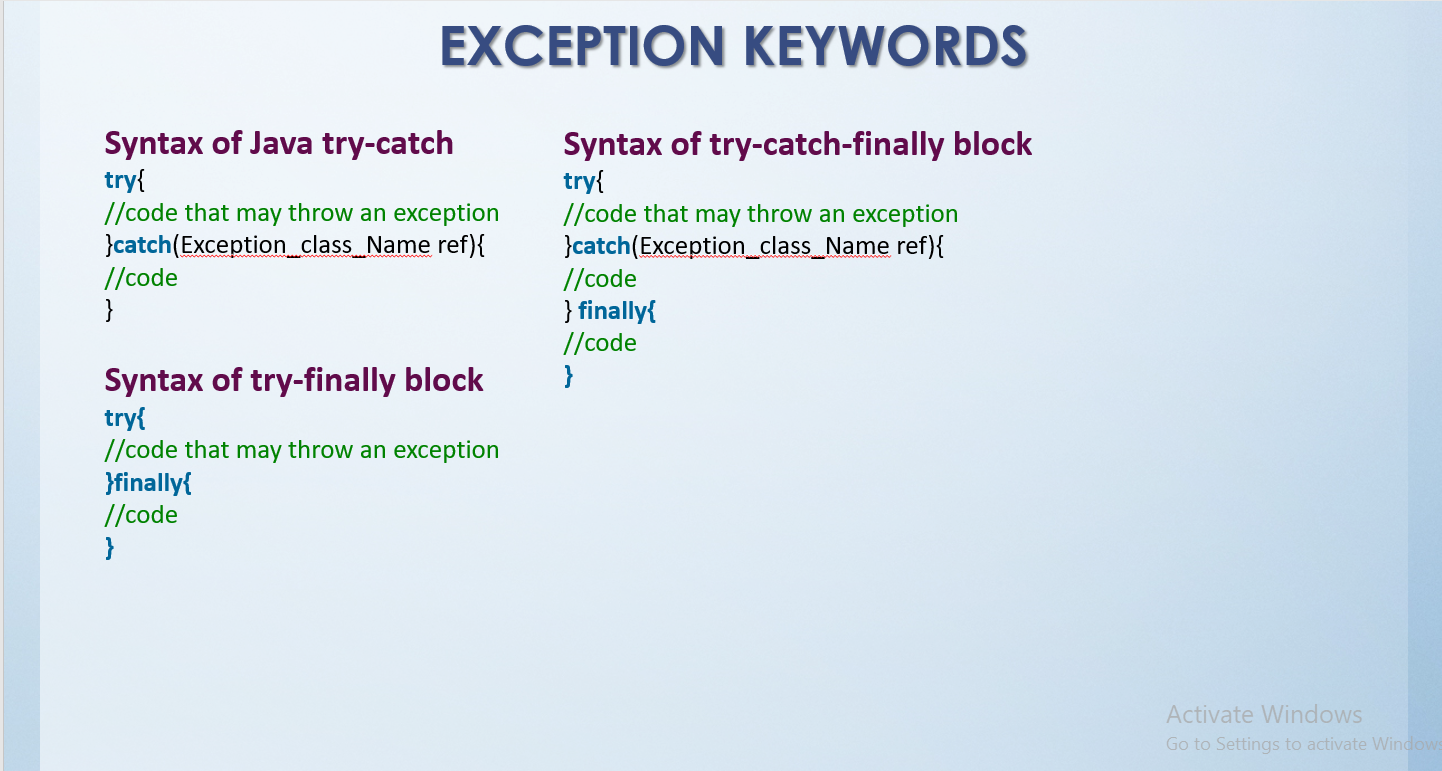 EXCEPTION KEYWORDS
Syntax of Java try-catch
try{
//code that may throw an exception
}catch(Exception_class_Name ref){
//code
}
Syntax of try-finally block
try{
//code that may throw an exception
}finally{
//code
}
Syntax of try-catch-finally block
try{
//code that may throw an exception
}catch(Exception_class_Name ref){
//code
} finally{
//code
}
Activate Windows
Go to Settings to activate Windows